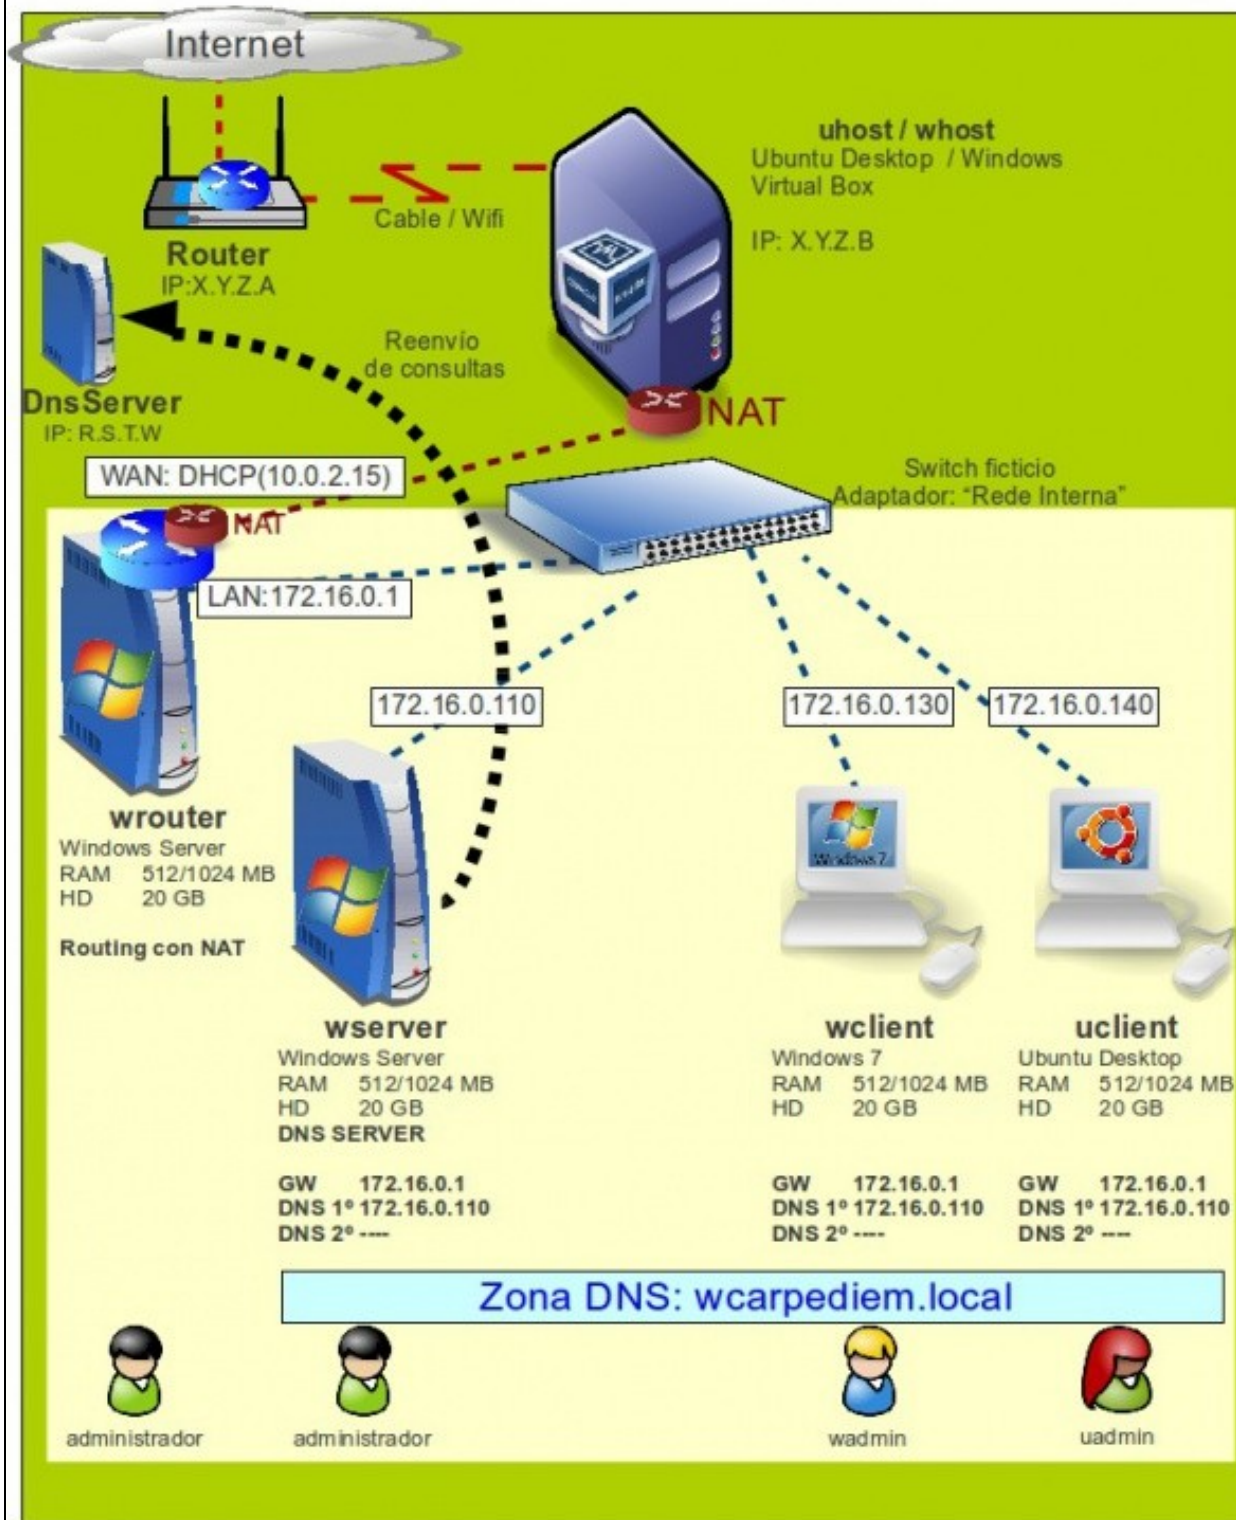 Internet
uhost / whost
Ubuntu Desktop / Windows
Virtual Box
IP: X.Y.Z.B
Cable / Wifi
Router
IP:X.Y.Z.A
Reenvío
de consultas
DnsServer
IP: R.S.T.W
NAT
WAN: DHCP(10.0.2.15)
Switch ficticio
Adaptador: “Rede Interna”
NAT
LAN:172.16.0.1
172.16.0.110
172.16.0.130
172.16.0.140
wrouter
Windows Server
RAM 512/1024 MB
HD 20 GB
Routing con NAT
Windows 7
wserver
Windows Server
RAM 512/1024 MB
HD 20 GB
DNS SERVER
GW 172.16.0.1
DNS 1º 172.16.0.110
DNS 2º ----
wclient
Windows 7
RAM 512/1024 MB
HD 20 GB
GW 172.16.0.1
DNS 1º 172.16.0.110
DNS 2º ----
uclient
Ubuntu Desktop
RAM 512/1024 MB
HD 20 GB
GW 172.16.0.1
DNS 1º 172.16.0.110
DNS 2º ----
Zona DNS: wcarpediem.local
administrador
administrador
wadmin
uadmin